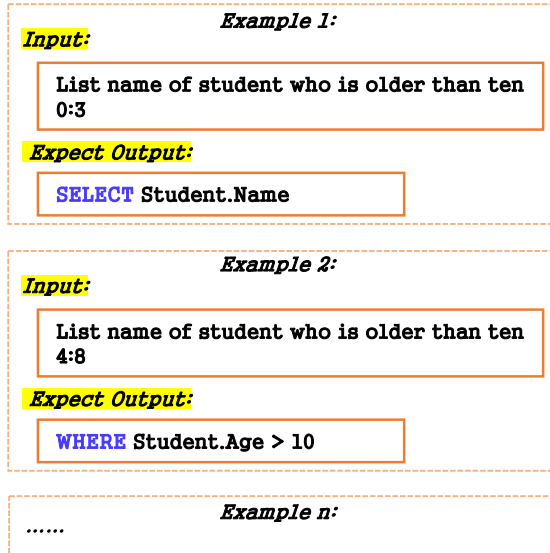 Example 1:
Input:
List name of student who is older than ten
0:3
Expect Output:
SELECT Student.Name
Example 2:
Input:
List name of student who is older than ten
4:8
Expect Output:
WHERE Student.Age > 10
Example n:
......